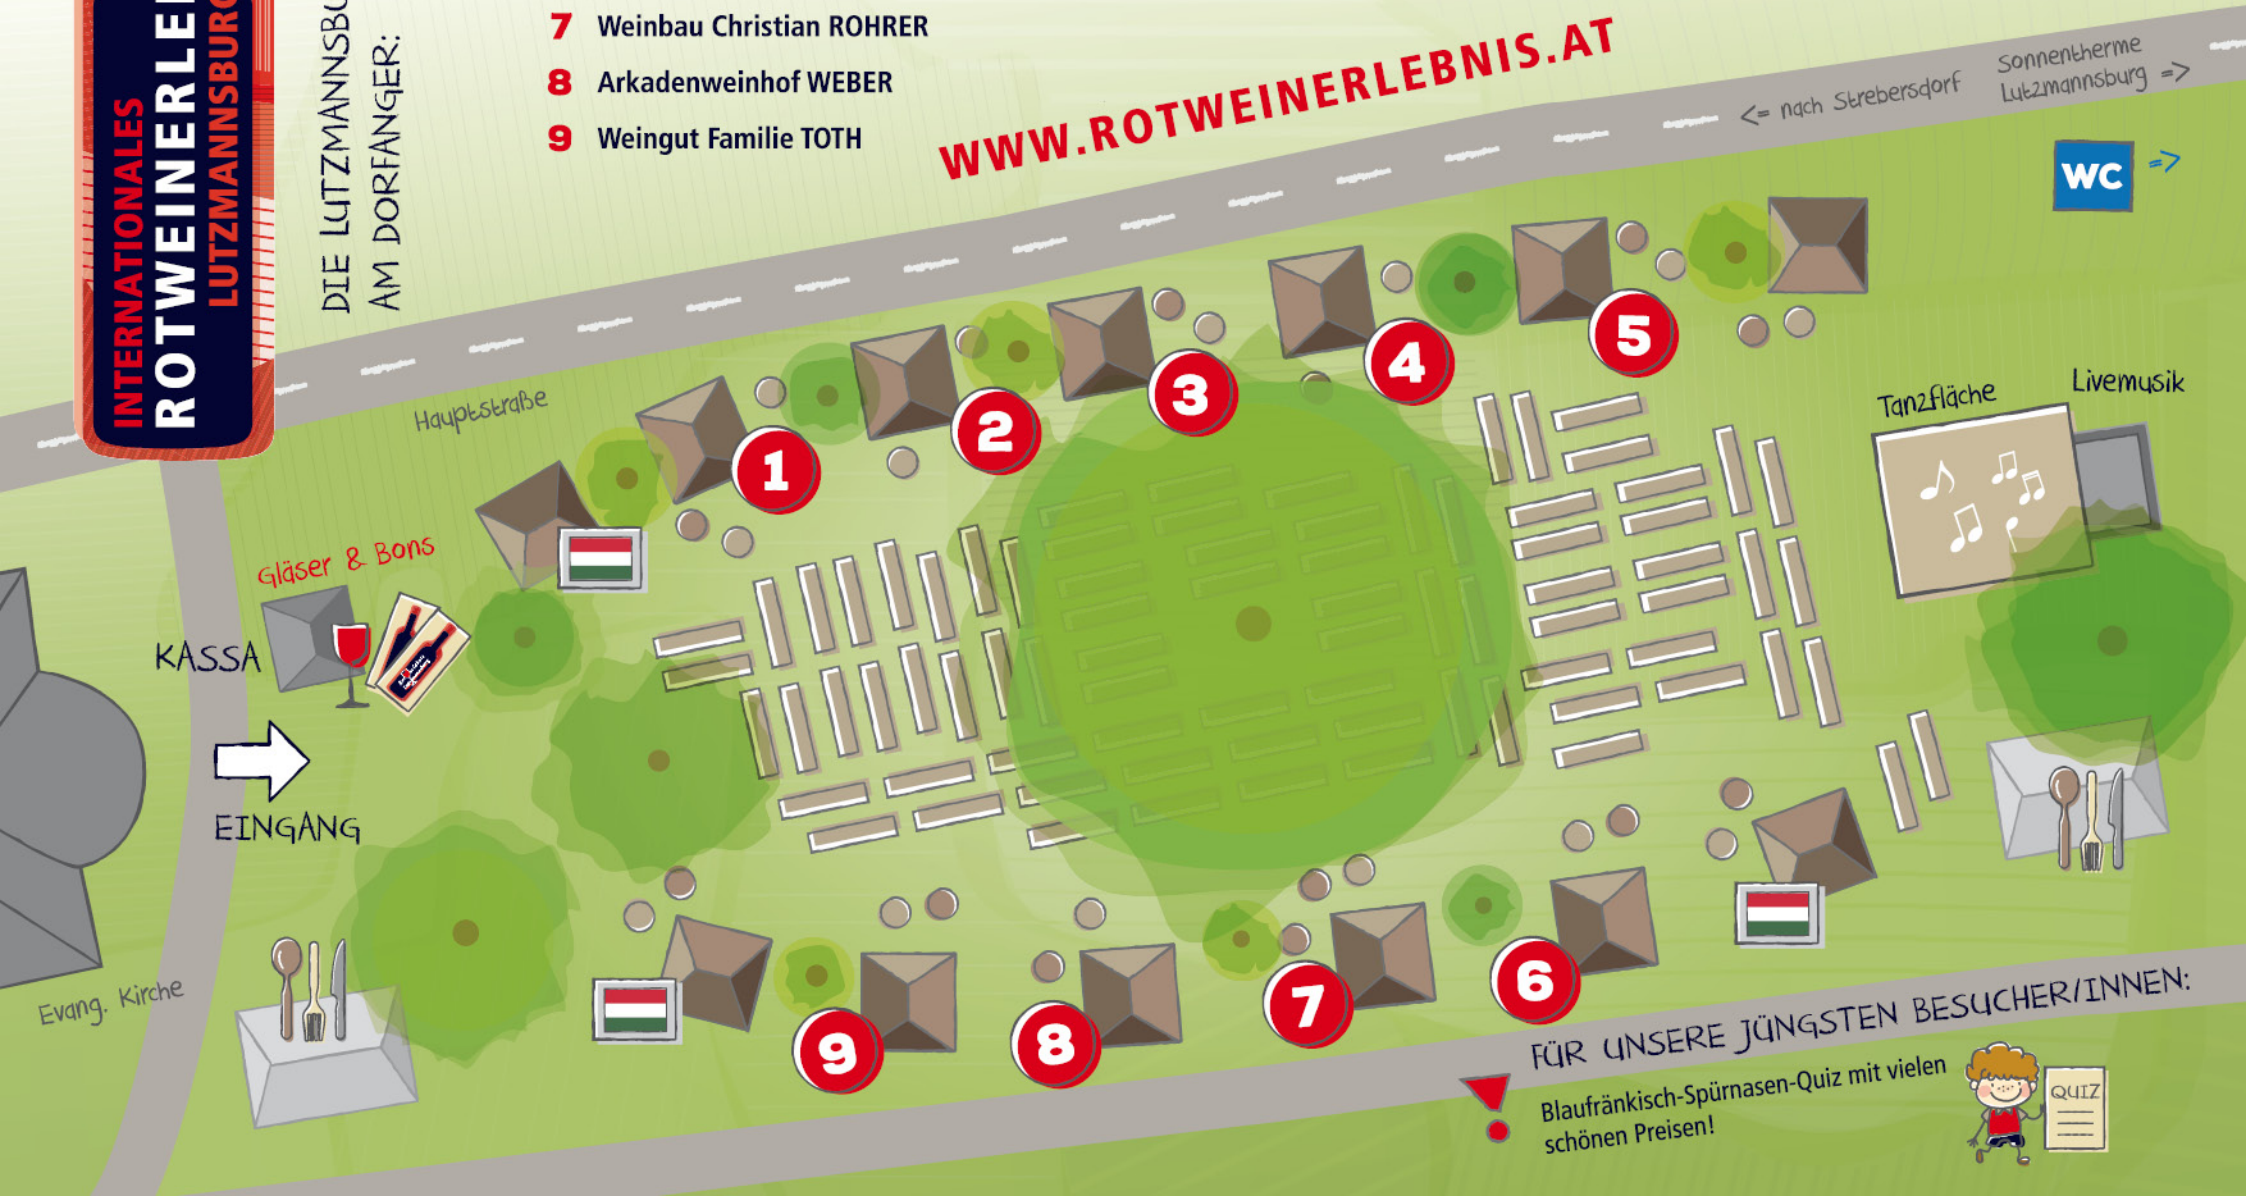 INTERNATIONALES
ROTWEINERLE
LUTZMANNSBURG
DIE LUTZMANNSBU
AM DORFANGER:
7 Weinbau Christian ROHRER
8 Arkadenweinhof WEBER
9 Weingut Familie TOTH
WWW.ROTWEINERLEBNIS.AT
<= nach Strebersdorf
Sonnentherme
Lutzmannsburg =>
WC =>
Hauptstraße
5
4
3
2
1
Tanzfläche
Livemusik
Gläser & Bons
KASSA
EINGANG
Evang. Kirche
9
8
7
6
FÜR UNSERE JÜNGSTEN BESUCHER/INNEN:
Blaufränkisch-Spürnasen-Quiz mit vielen
schönen Preisen!
QUIZ